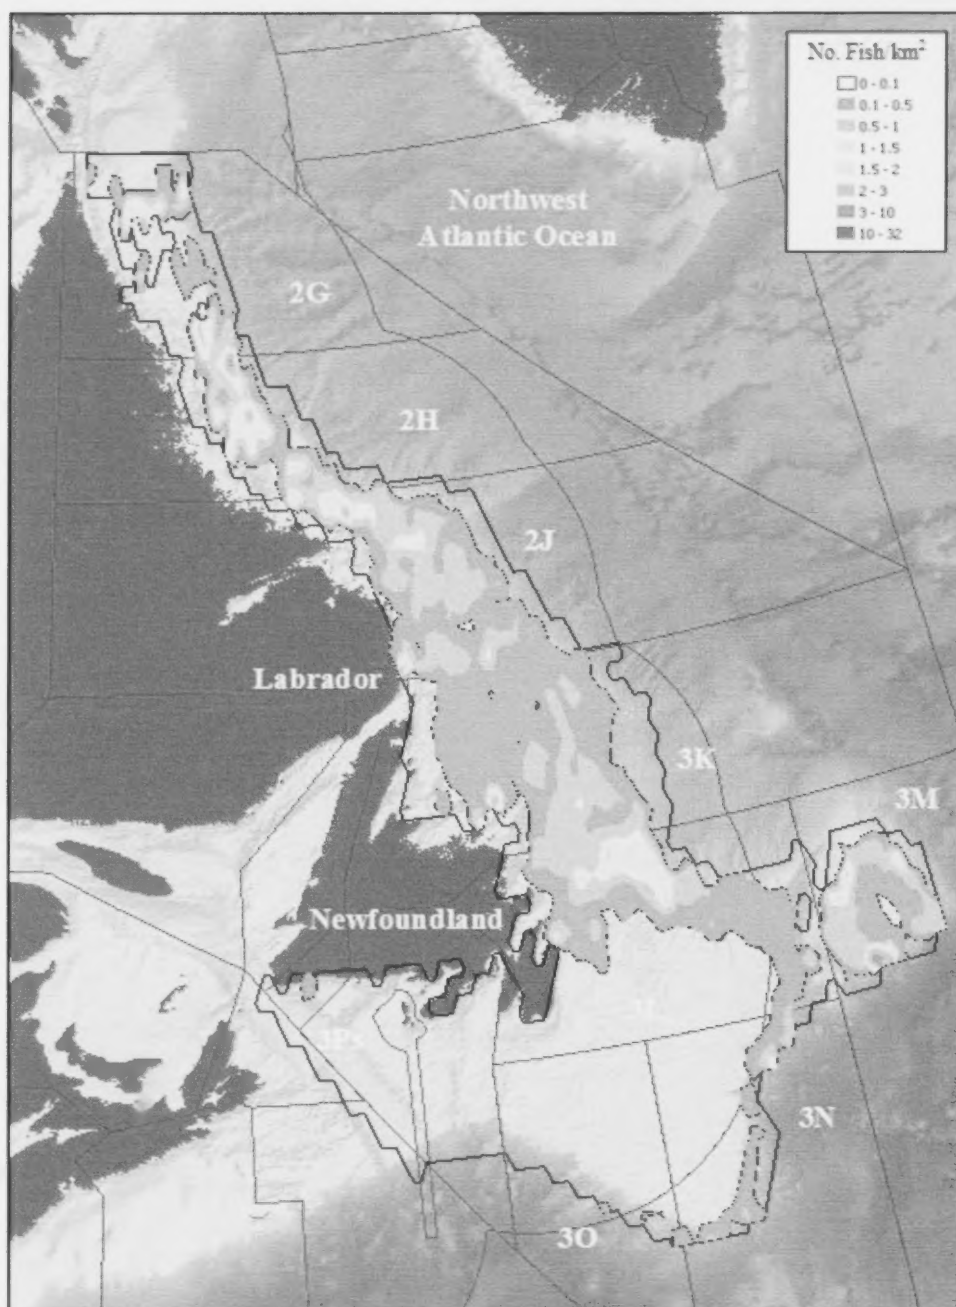 No. Fish/km²
0 - 0.1
0.1 - 0.5
0.5 - 1
1 - 1.5
1.5 - 2
2 - 3
3 - 10
10 - 32
Northwest
Atlantic Ocean
2G
2H
2J
Labrador
3K
3M
Newfoundland
3Ps
3N
3O